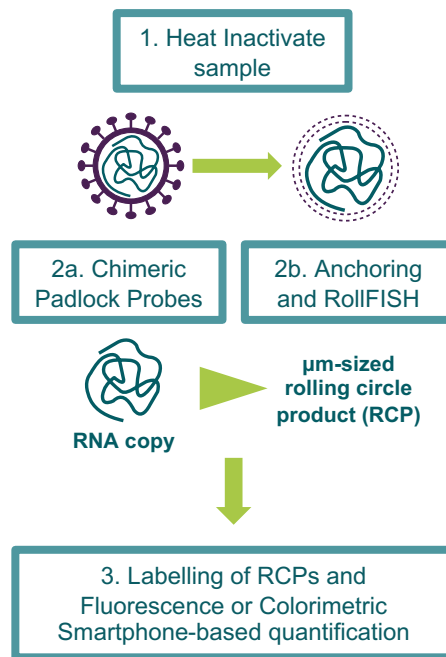 1. Heat Inactivate
sample
2a. Chimeric
Padlock Probes
2b. Anchoring
and RollFISH
RNA copy
µm-sized
rolling circle
product (RCP)
3. Labelling of RCPs and
Fluorescence or Colorimetric
Smartphone-based quantification